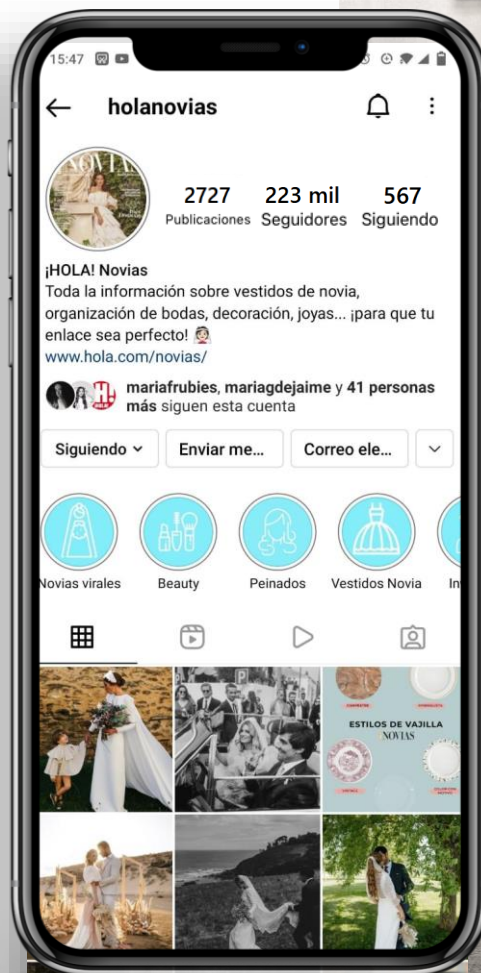 15:47
holanovias
NOVIAS
2727 223 mil 567
Publicaciones Seguidores Siguiendo
¡HOLA! Novias
Toda la información sobre vestidos de novia,
organización de bodas, decoración, joyas... ¡para que tu
enlace sea perfecto!
www.hola.com/novias/
H!
mariafrubies, mariagdejaime y 41 personas
más siguen esta cuenta
Siguiendo Enviar me... Correo ele...
Novias virales Beauty Peinados Vestidos Novia In
P
ESTILOS DE VAJILLA
NOVIAS